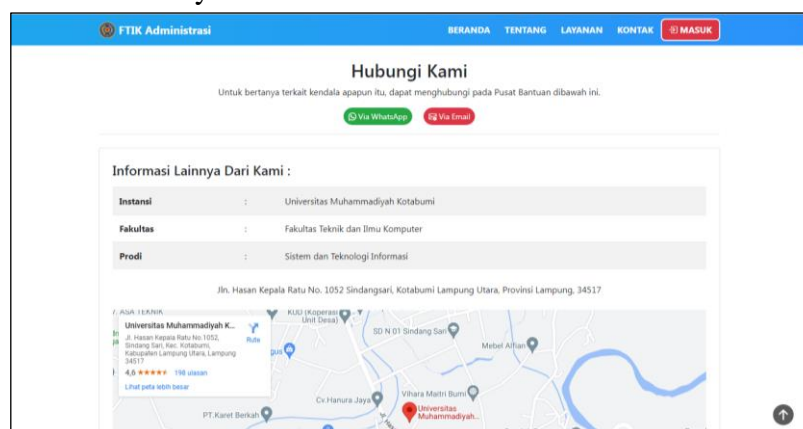 FTIK Administrasi BERANDA TENTANG LAYANAN KONTAK MASUK
Hubungi Kami
Untuk bertanya terkait kendala apapun itu, dapat menghubungi pada Pusat Bantuan dibawah ini.
Via WhatsApp Via Email
Informasi Lainnya Dari Kami :
Instansi : Universitas Muhammadiyah Kotabumi
Fakultas : Fakultas Teknik dan Ilmu Komputer
Prodi : Sistem dan Teknologi Informasi
Jln. Hasan Kepala Ratu No. 1052 Sindangsari, Kotabumi Lampung Utara, Provinsi Lampung, 34517
KUD (Koperasi
Unit Desa)
Universitas Muhammadiyah K...
Jl. Hasan Kepala Ratu No.1052,
Sindang Sari, Kec. Kotabumi,
Kabupaten Lampung Utara, Lampung
34517
Rute
4,6 198 ulasan
Lihat peta lebih besar
SD N 01 Sindang Sari
Mebel Alfian
Cv.Hanura Jaya
Vihara Maitri Bumi
PT.Karet Berkah
Universitas
Muhammadiyah...